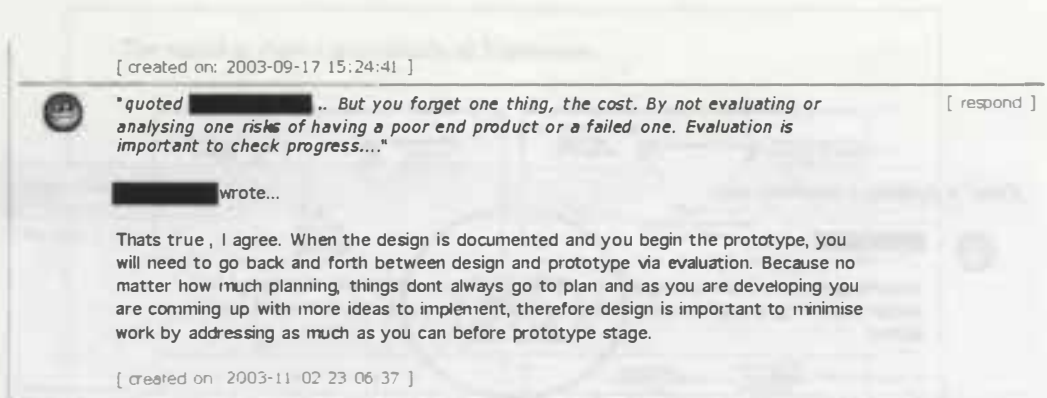 [ created on: 2003-09-17 15:24:41 ]
"quoted .. But you forget one thing, the cost. By not evaluating or
[ respond ]
analysing one risks of having a poor end product or a failed one. Evaluation is
important to check progress...."
wrote...
Thats true , I agree. When the design is documented and you begin the prototype, you
will need to go back and forth between design and prototype via evaluation. Because no
matter how much planning, things dont always go to plan and as you are developing you
are comming up with more ideas to implement, therefore design is important to minimise
work by addressing as much as you can before prototype stage.
[ created on 2003-11 02 23 06 37 ]